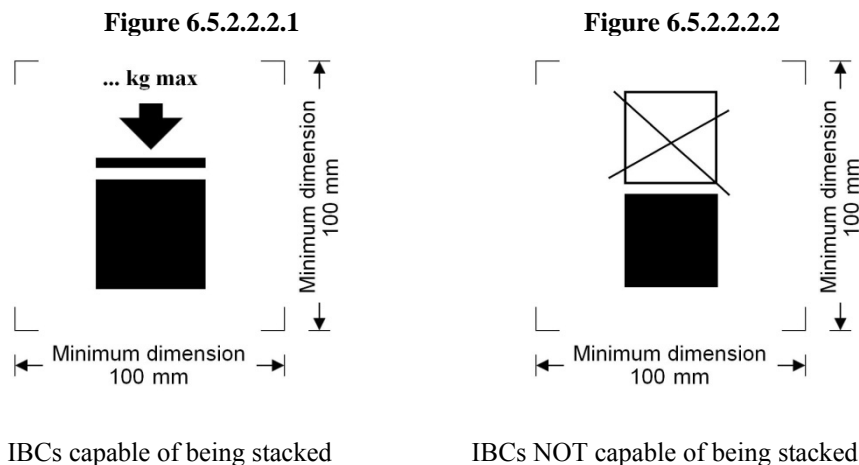 Figure 6.5.2.2.2.1
... kg max
Minimum dimension
100 mm
Minimum dimension
100 mm
IBCs capable of being stacked
Figure 6.5.2.2.2.2
Minimum dimension
100 mm
Minimum dimension
100 mm
IBCs NOT capable of being stacked